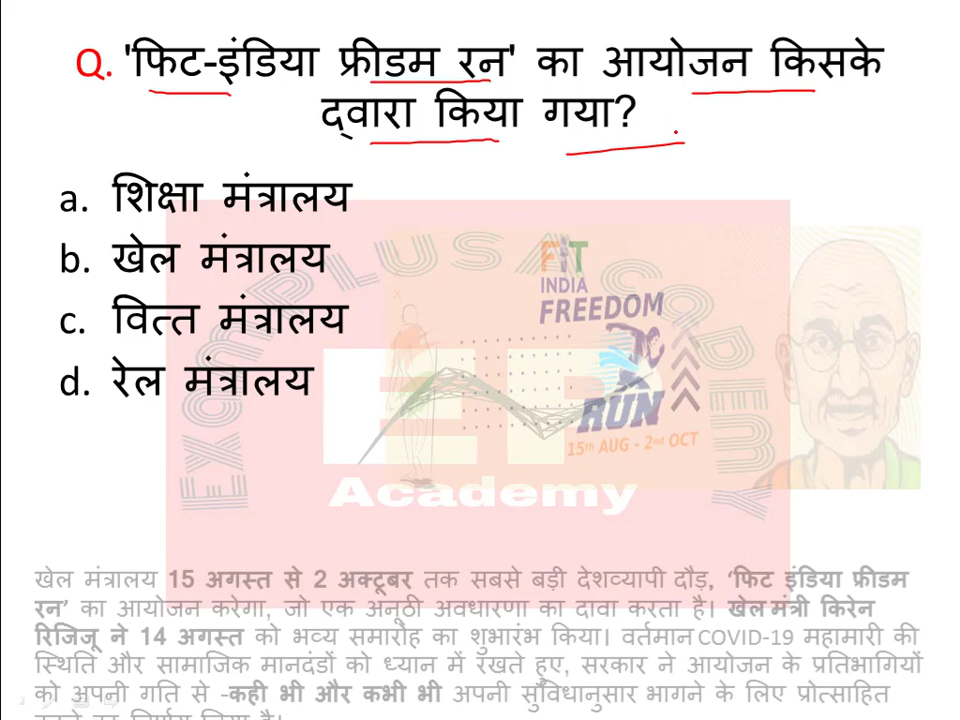 Q. 'फिट-इंडिया फ्रीडम रन' का आयोजन किसके
द्वारा किया गया?
a. शिक्षा मंत्रालय
b. खेल मंत्रालय
c. वित्त मंत्रालय
d. रेल मंत्रालय
EXAMPLUS ACADEMY
FIT
INDIA
FREEDOM
RUN
15th AUG - 2nd OCT
EP
Academy
खेल मंत्रालय 15 अगस्त से 2 अक्टूबर तक सबसे बड़ी देशव्यापी दौड़, 'फिट इंडिया फ्रीडम
रन' का आयोजन करेगा, जो एक अनूठी अवधारणा का दावा करता है। खेल मंत्री किरेन
रिजिजू ने 14 अगस्त को भव्य समारोह का शुभारंभ किया। वर्तमान COVID-19 महामारी की
स्थिति और सामाजिक मानदंडों को ध्यान में रखते हुए, सरकार ने आयोजन के प्रतिभागियों
को अपनी गति से -कही भी और कभी भी अपनी सुविधानुसार भागने के लिए प्रोत्साहित